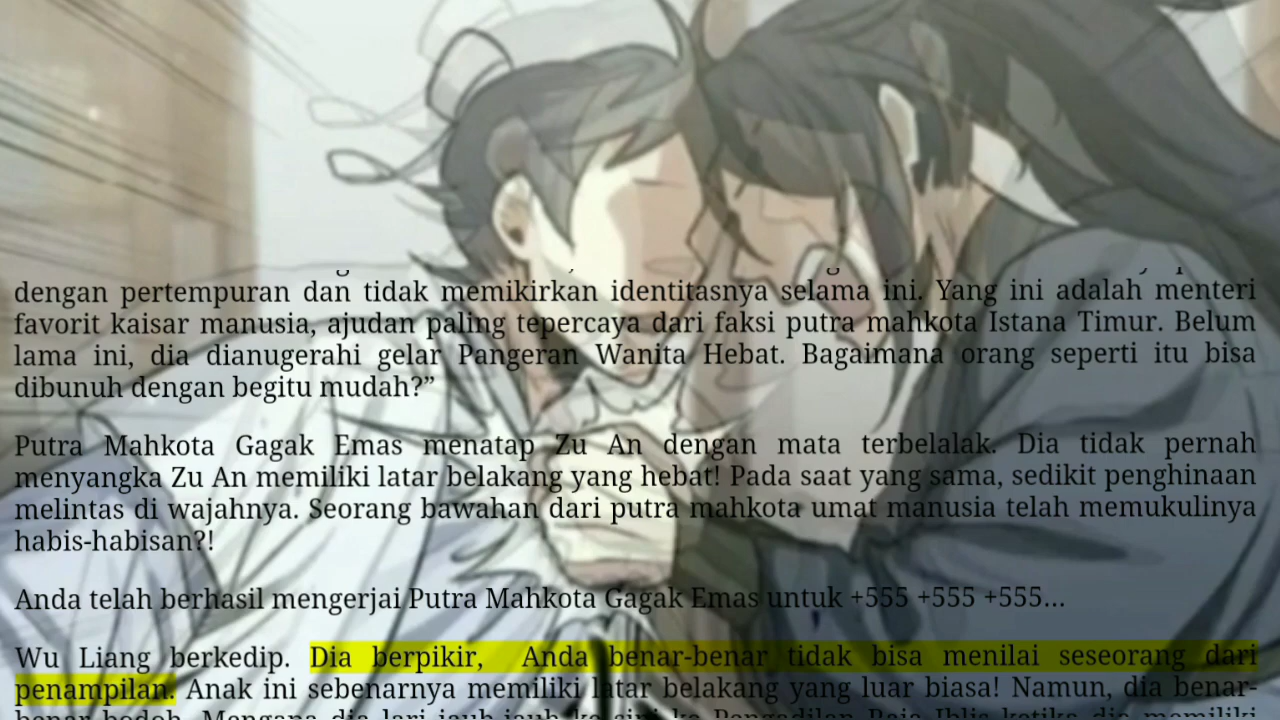 dengan pertempuran dan tidak memikirkan identitasnya selama ini. Yang ini adalah menteri
favorit kaisar manusia, ajudan paling tepercaya dari faksi putra mahkota Istana Timur. Belum
lama ini, dia dianugerahi gelar Pangeran Wanita Hebat. Bagaimana orang seperti itu bisa
dibunuh dengan begitu mudah?”
Putra Mahkota Gagak Emas menatap Zu An dengan mata terbelalak. Dia tidak pernah
menyangka Zu An memiliki latar belakang yang hebat! Pada saat yang sama, sedikit penghinaan
melintas di wajahnya. Seorang bawahan dari putra mahkota umat manusia telah memukulinya
habis-habisan?!
Anda telah berhasil mengerjai Putra Mahkota Gagak Emas untuk +555 +555 +555...
Wu Liang berkedip. Dia berpikir, Anda benar-benar tidak bisa menilai seseorang dari
penampilan. Anak ini sebenarnya memiliki latar belakang yang luar biasa! Namun, dia benar-